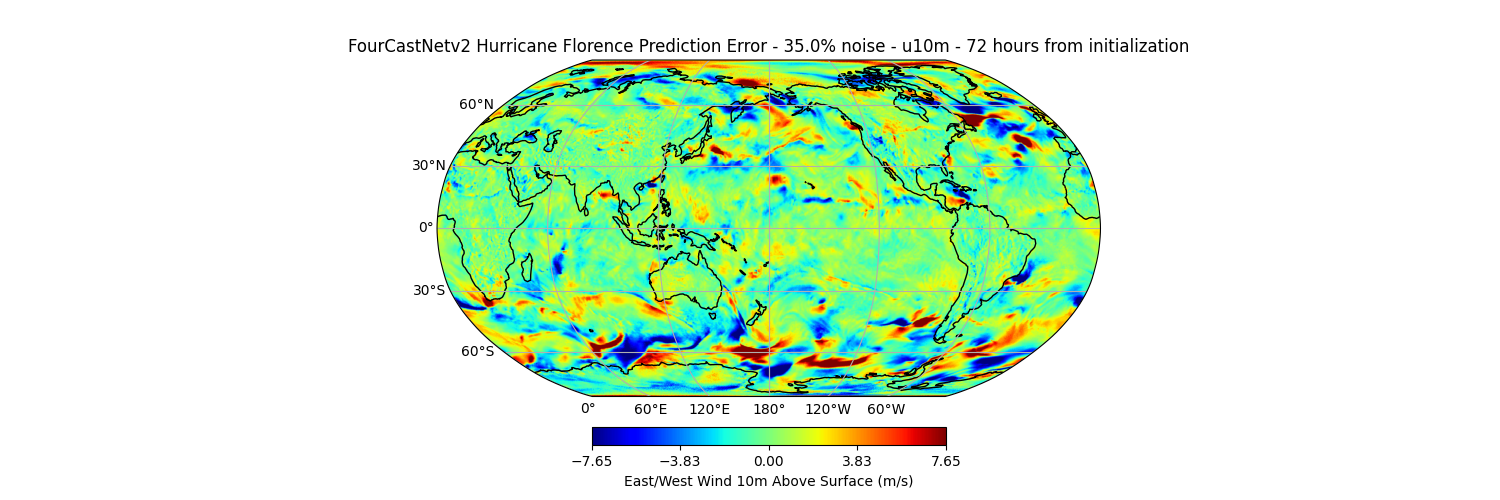 FourCastNetv2 Hurricane Florence Prediction Error - 35.0% noise - u10m - 72 hours from initialization
60°N
30°N
0°
30°S
60°S
0° 60°E 120°E 180° 120°W 60°W
−7.65 −3.83 0.00 3.83 7.65
East/West Wind 10m Above Surface (m/s)